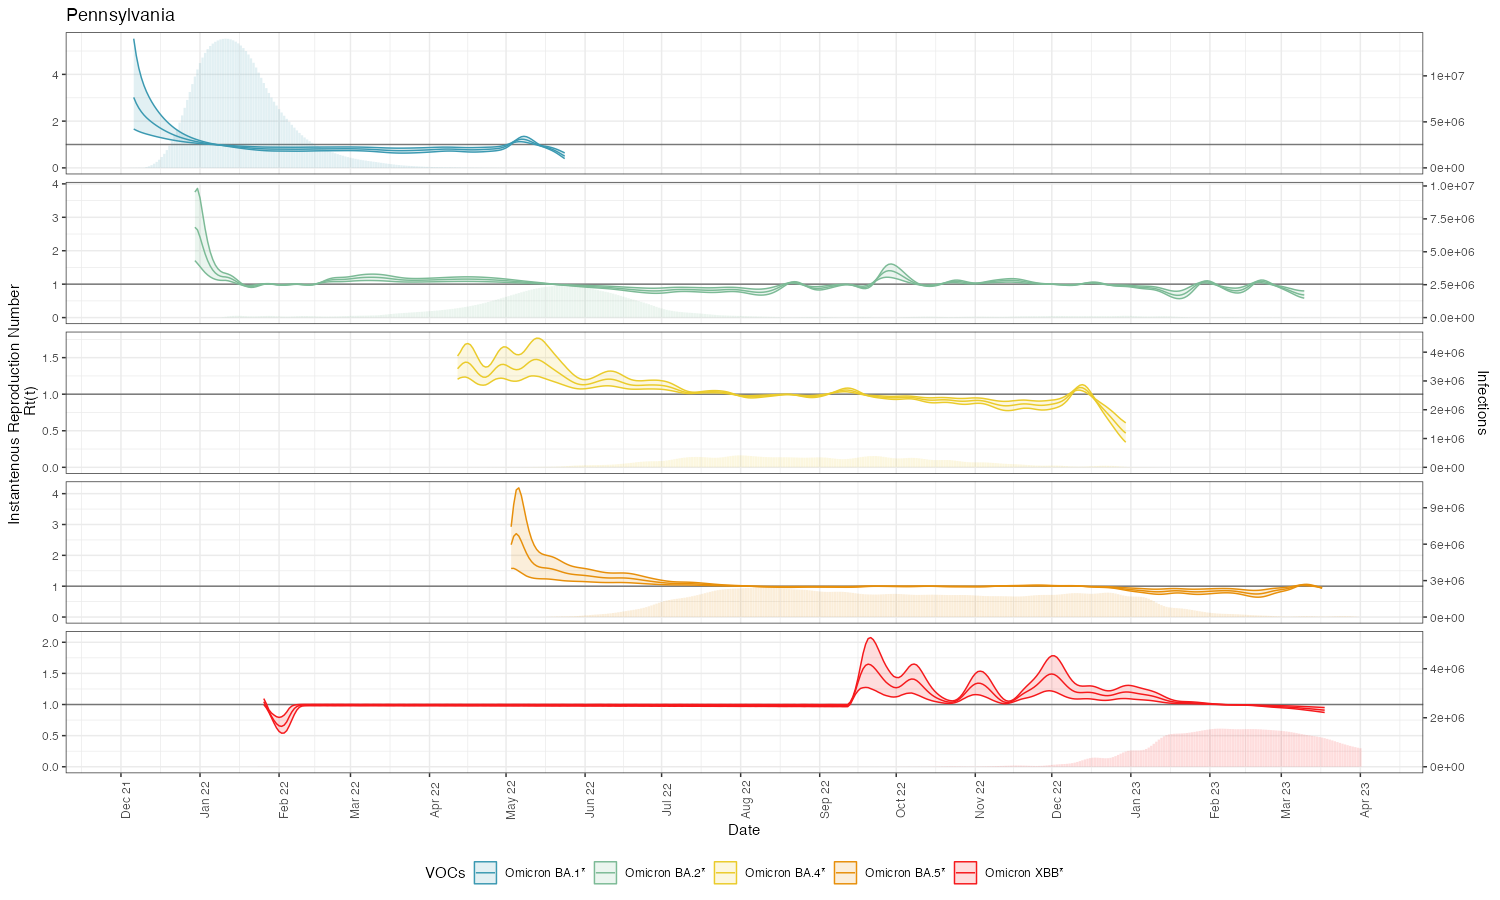 Pennsylvania
4
2
0
1e+07
5e+06
0e+00
4
3
2
1
0
1.0e+07
7.5e+06
5.0e+06
2.5e+06
0.0e+00
1.5
1.0
0.5
0.0
4e+06
3e+06
2e+06
1e+06
0e+00
4
3
2
1
0
9e+06
6e+06
3e+06
0e+00
2.0
1.5
1.0
0.5
0.0
4e+06
2e+06
0e+00
Instantenous Reproduction Number
Rt(t)
Infections
Dec 21
Jan 22
Feb 22
Mar 22
Apr 22
May 22
Jun 22
Jul 22
Aug 22
Sep 22
Oct 22
Nov 22
Dec 22
Jan 23
Feb 23
Mar 23
Apr 23
Date
VOCs
Omicron BA.1*
Omicron BA.2*
Omicron BA.4*
Omicron BA.5*
Omicron XBB*